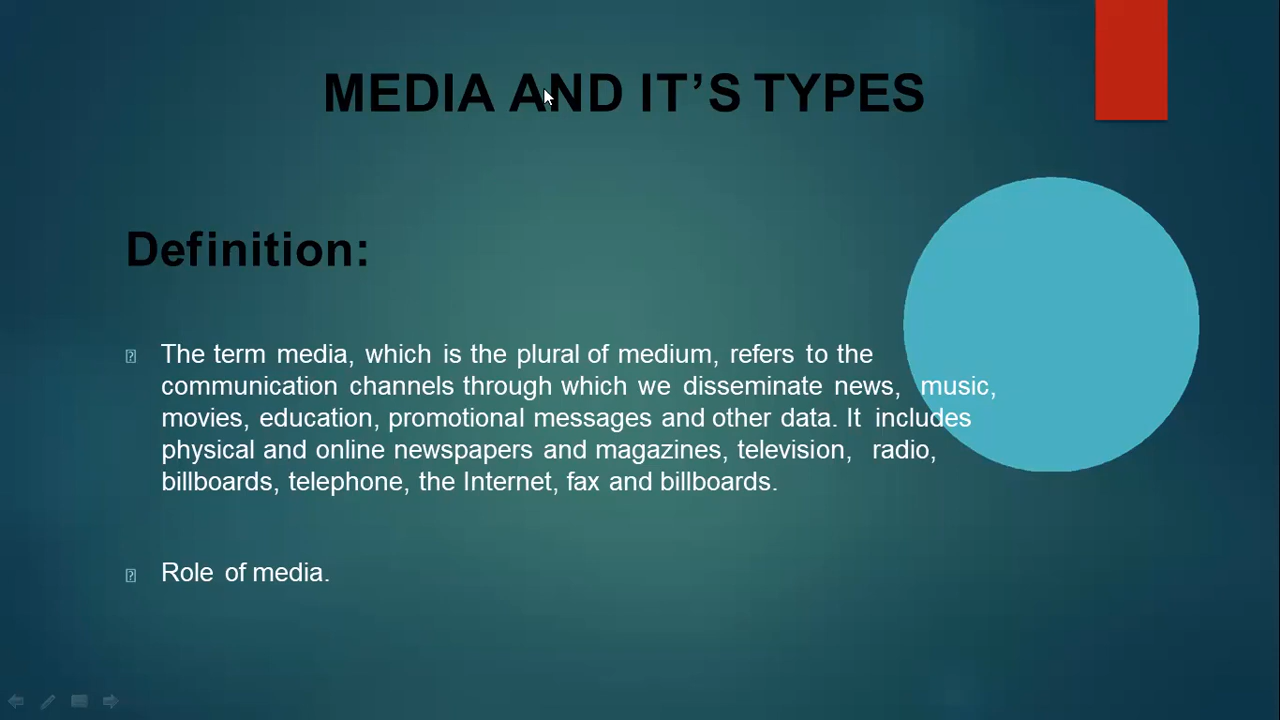 MEDIA AND IT’S TYPES
Definition:
The term media, which is the plural of medium, refers to the
communication channels through which we disseminate news, music,
movies, education, promotional messages and other data. It includes
physical and online newspapers and magazines, television, radio,
billboards, telephone, the Internet, fax and billboards.
Role of media.